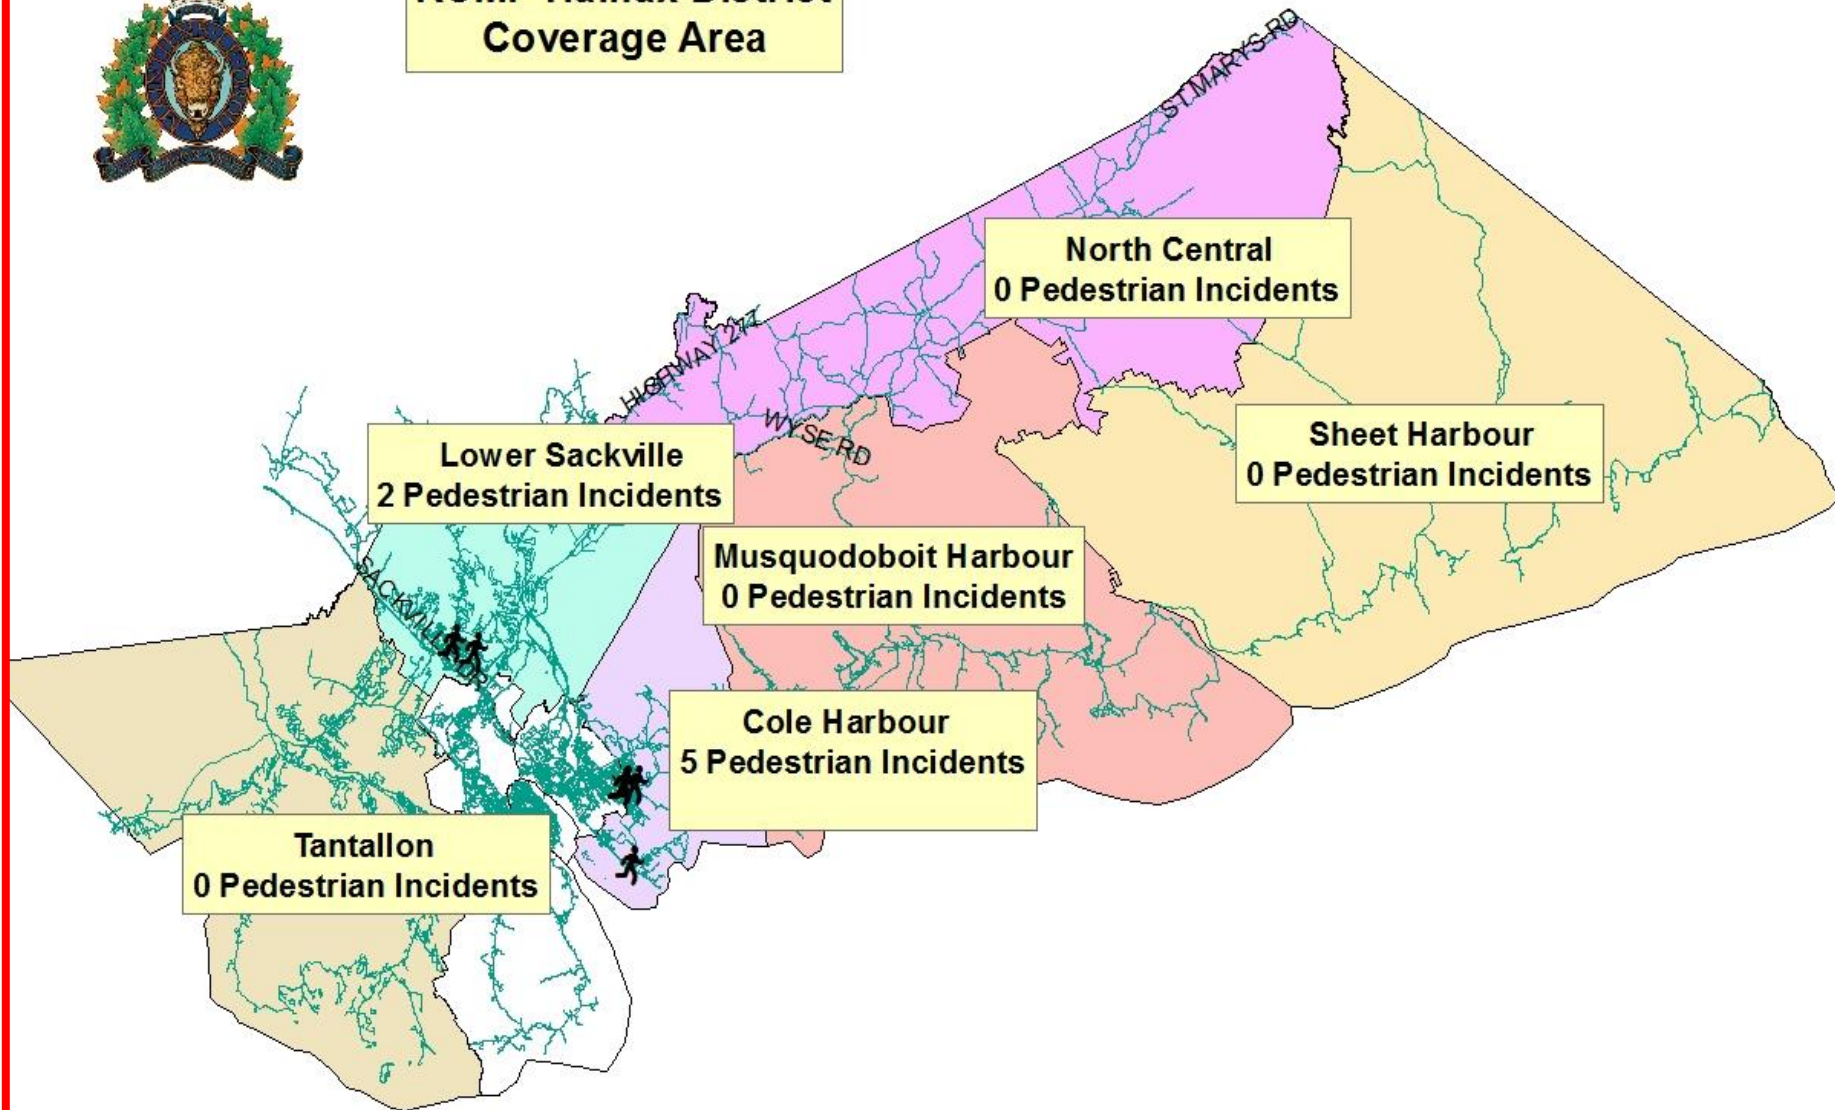 Coverage Area
ST MARYS RD
North Central
0 Pedestrian Incidents
HIGHWAY 277
WYSE RD
Sheet Harbour
0 Pedestrian Incidents
Lower Sackville
2 Pedestrian Incidents
Musquodoboit Harbour
0 Pedestrian Incidents
SACKVILLE DR
Cole Harbour
5 Pedestrian Incidents
Tantallon
0 Pedestrian Incidents